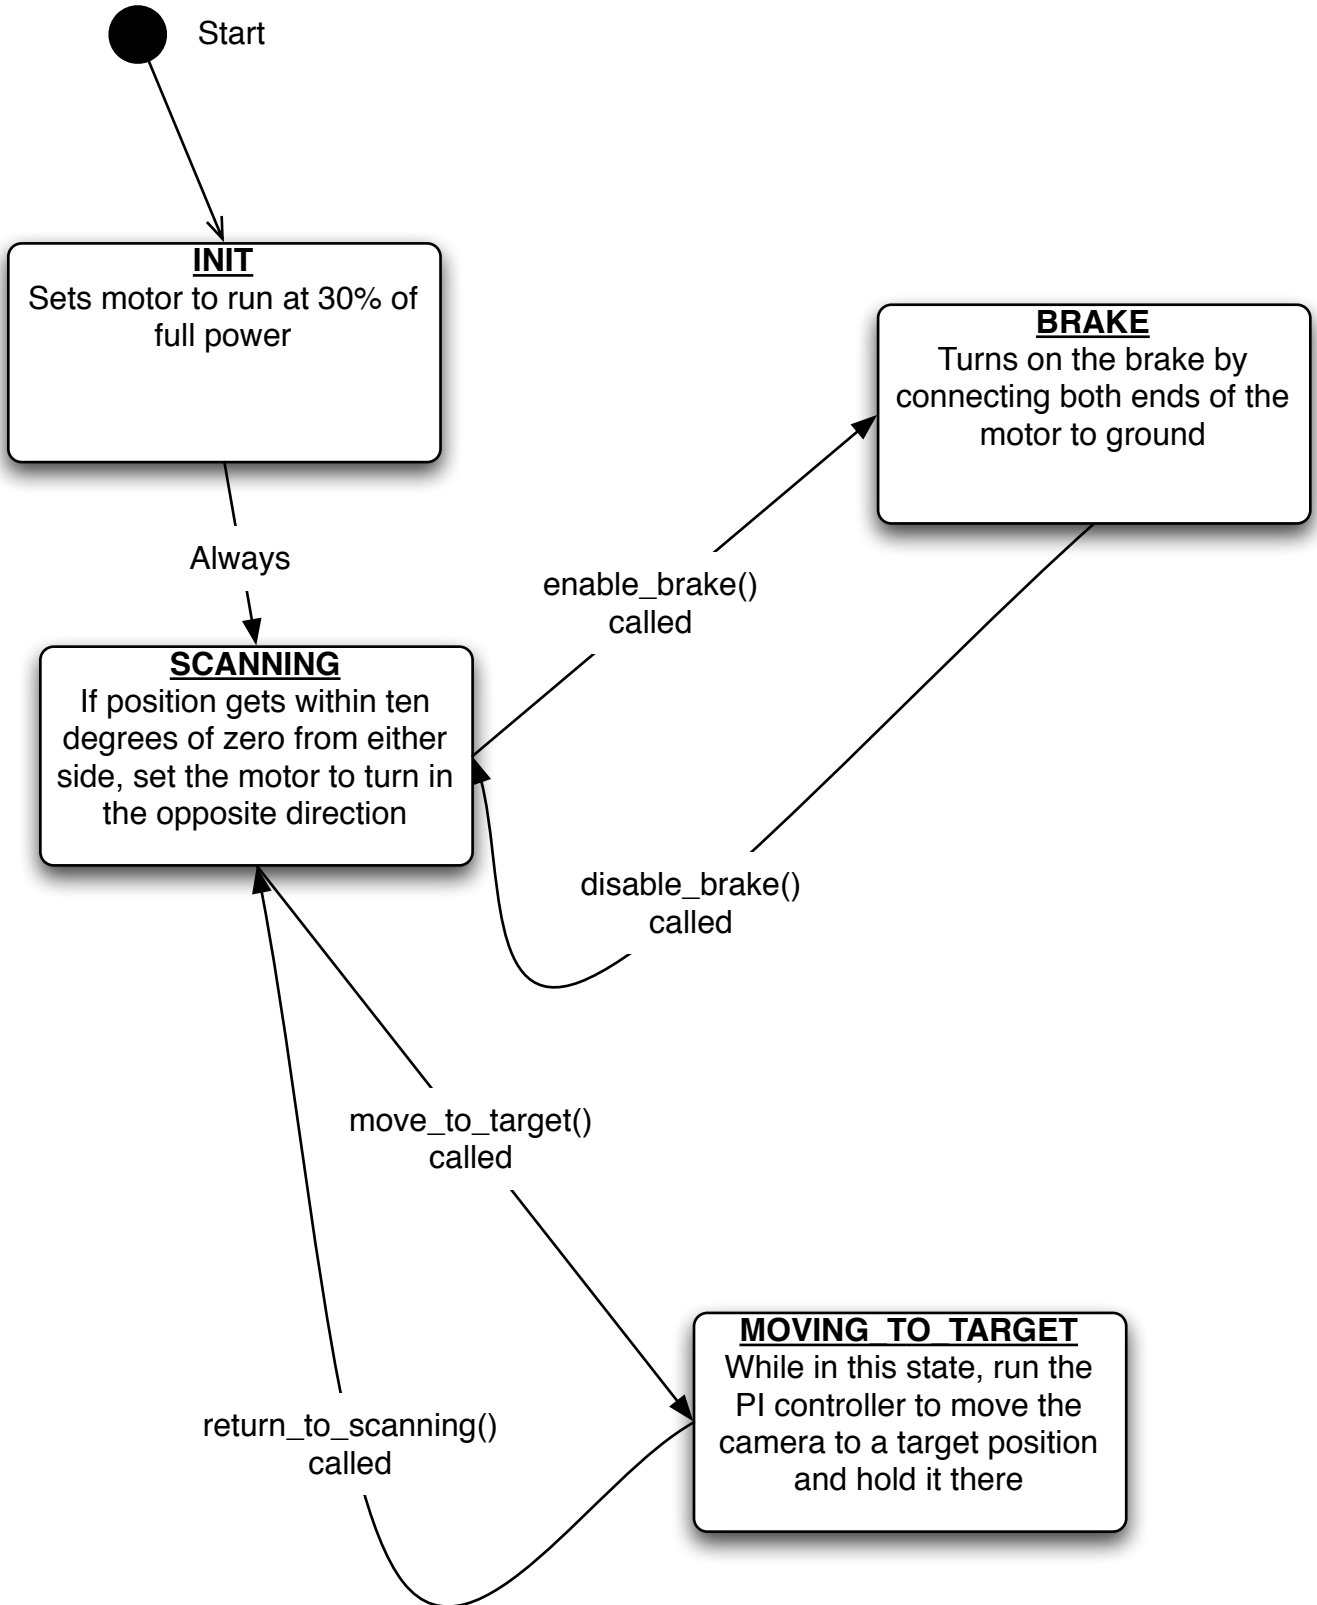 Start
INIT
Sets motor to run at 30% of
full power
BRAKE
Turns on the brake by
connecting both ends of the
motor to ground
Always
enable_brake()
called
SCANNING
If position gets within ten
degrees of zero from either
side, set the motor to turn in
the opposite direction
disable_brake()
called
move_to_target()
called
MOVING_TO_TARGET
While in this state, run the
PI controller to move the
camera to a target position
and hold it there
return_to_scanning()
called